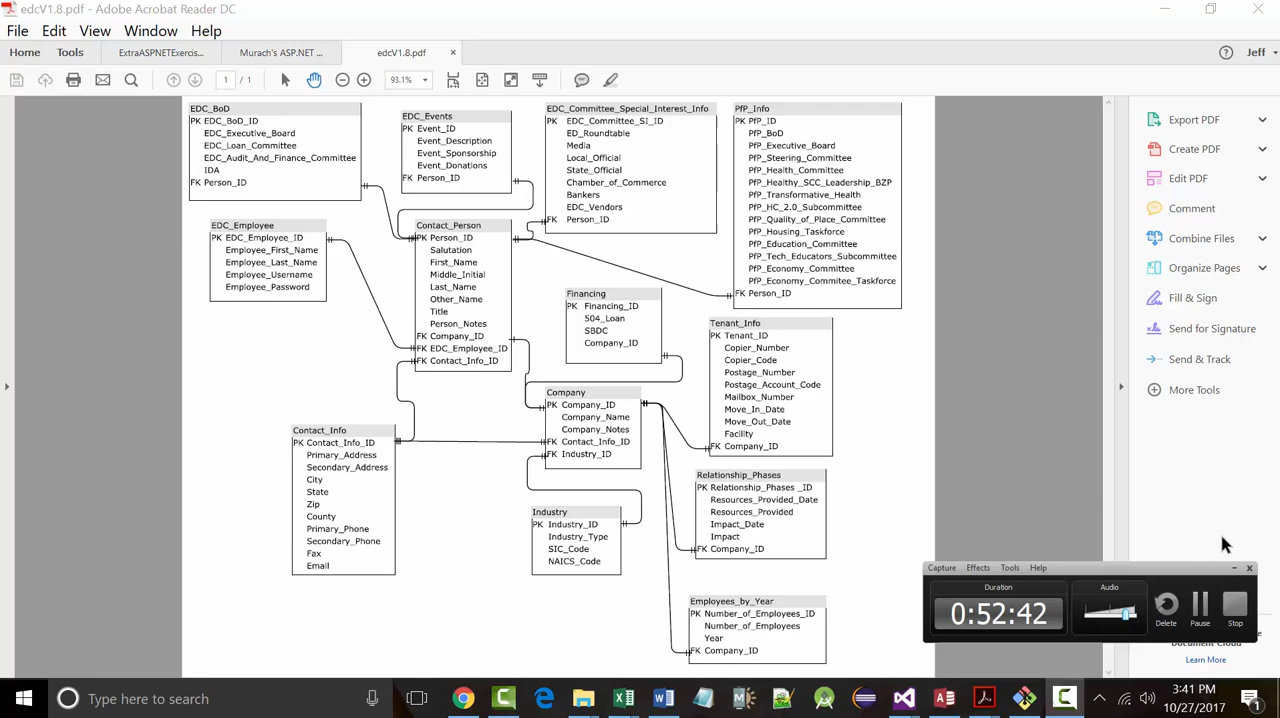 edcV1.8.pdf - Adobe Acrobat Reader DC
File Edit View Window Help
Home Tools ExtraASPNETExercis... Murach's ASP.NET ... edcV1.8.pdf × Jeff
1 / 1 93.1%
EDC_BoD
PK EDC_BoD_ID
EDC_Executive_Board
EDC_Loan_Committee
EDC_Audit_And_Finance_Committee
IDA
FK Person_ID
EDC_Events
PK Event_ID
Event_Description
Event_Sponsorship
Event_Donations
FK Person_ID
EDC_Committee_Special_Interest_Info
PK EDC_Committee_SI_ID
ED_Roundtable
Media
Local_Official
State_Official
Chamber_of_Commerce
Bankers
EDC_Vendors
FK Person_ID
PfP_Info
PK PfP_ID
PfP_BoD
PfP_Executive_Board
PfP_Steering_Committee
PfP_Health_Committee
PfP_Healthy_SCC_Leadership_BZP
PfP_Transformative_Health
PfP_HC_2.0_Subcommittee
PfP_Quality_of_Place_Committee
PfP_Housing_Taskforce
PfP_Education_Committee
PfP_Tech_Educators_Subcommittee
PfP_Economy_Committee
PfP_Economy_Commitee_Taskforce
FK Person_ID
EDC_Employee
PK EDC_Employee_ID
Employee_First_Name
Employee_Last_Name
Employee_Username
Employee_Password
Contact_Person
PK Person_ID
Salutation
First_Name
Middle_Initial
Last_Name
Other_Name
Title
Person_Notes
FK Company_ID
FK EDC_Employee_ID
FK Contact_Info_ID
Financing
PK Financing_ID
504_Loan
SBDC
Company_ID
Tenant_Info
PK Tenant_ID
Copier_Number
Copier_Code
Postage_Number
Postage_Account_Code
Mailbox_Number
Move_In_Date
Move_Out_Date
Facility
FK Company_ID
Company
PK Company_ID
Company_Name
Company_Notes
FK Contact_Info_ID
FK Industry_ID
Contact_Info
PK Contact_Info_ID
Primary_Address
Secondary_Address
City
State
Zip
County
Primary_Phone
Secondary_Phone
Fax
Email
Industry
PK Industry_ID
Industry_Type
SIC_Code
NAICS_Code
Relationship_Phases
PK Relationship_Phases _ID
Resources_Provided_Date
Resources_Provided
Impact_Date
Impact
FK Company_ID
Employees_by_Year
PK Number_of_Employees_ID
Number_of_Employees
Year
FK Company_ID
Export PDF
Create PDF
Edit PDF
Comment
Combine Files
Organize Pages
Fill & Sign
Send for Signature
Send & Track
More Tools
Capture Effects Tools Help
Duration Audio
0:52:42
Delete Pause Stop
Learn More
Type here to search
3:41 PM
10/27/2017